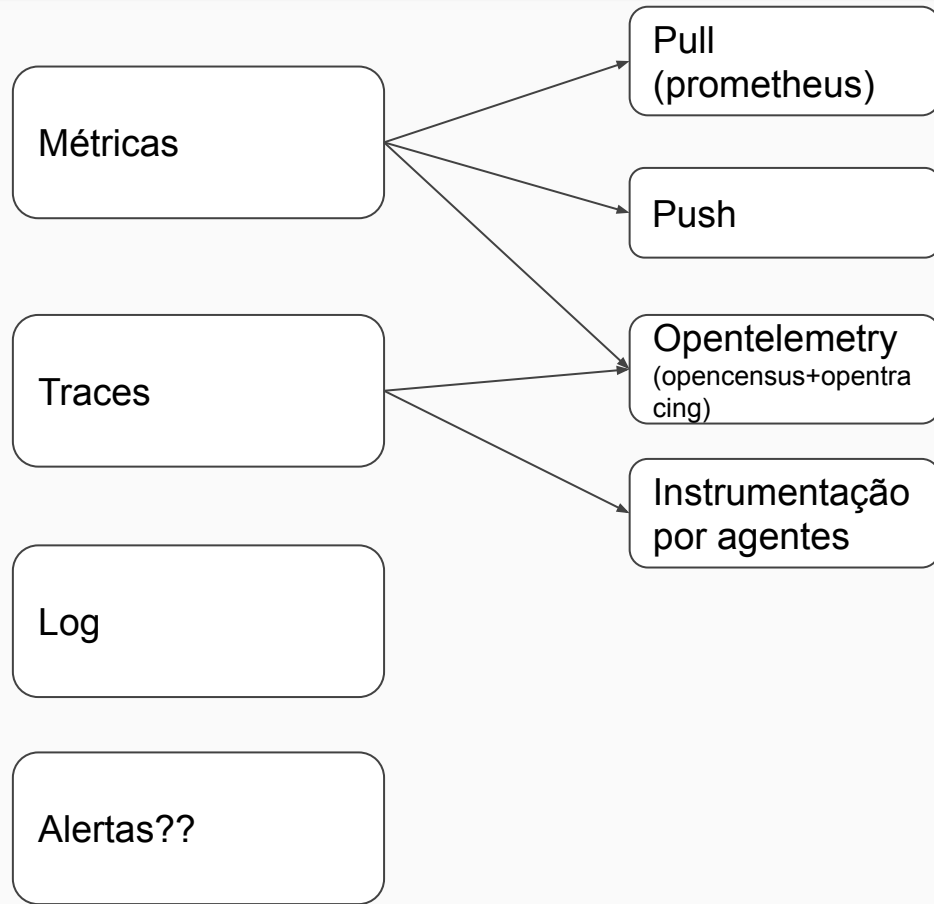 Métricas
Pull
(prometheus)
Push
Traces
Opentelemetry
(opencensus+opentra
cing)
Instrumentação
por agentes
Log
Alertas??